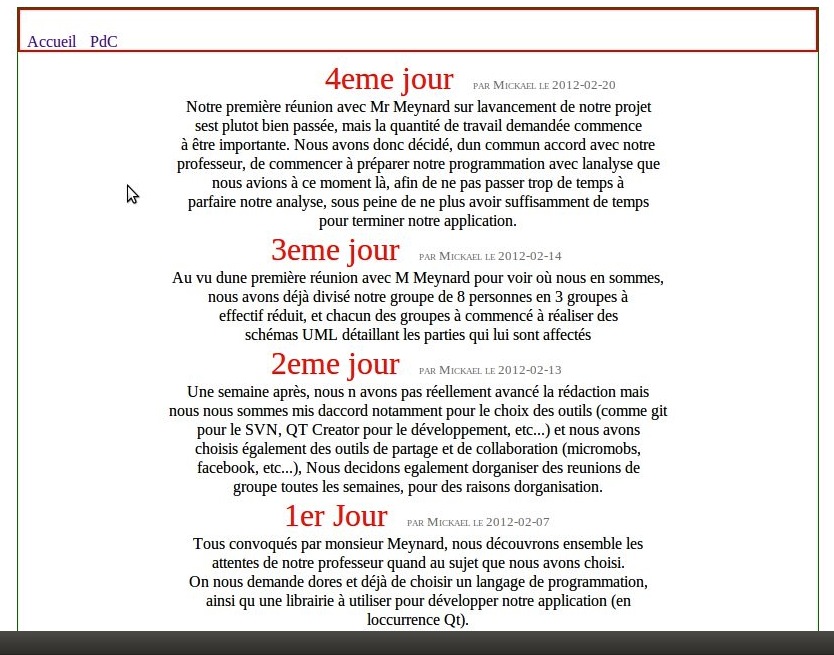 Accueil PdC
4eme jour PAR MICKAEL LE 2012-02-20
Notre première réunion avec Mr Meynard sur lavancement de notre projet
sest plutot bien passée, mais la quantité de travail demandée commence
à être importante. Nous avons donc décidé, dun commun accord avec notre
professeur, de commencer à préparer notre programmation avec lanalyse que
nous avions à ce moment là, afin de ne pas passer trop de temps à
parfaire notre analyse, sous peine de ne plus avoir suffisamment de temps
pour terminer notre application.
3eme jour PAR MICKAEL LE 2012-02-14
Au vu dune première réunion avec M Meynard pour voir où nous en sommes,
nous avons déjà divisé notre groupe de 8 personnes en 3 groupes à
effectif réduit, et chacun des groupes à commencé à réaliser des
schémas UML détaillant les parties qui lui sont affectés
2eme jour PAR MICKAEL LE 2012-02-13
Une semaine après, nous n avons pas réellement avancé la rédaction mais
nous nous sommes mis daccord notamment pour le choix des outils (comme git
pour le SVN, QT Creator pour le développement, etc...) et nous avons
choisis également des outils de partage et de collaboration (micromobs,
facebook, etc...), Nous decidons egalement dorganiser des reunions de
groupe toutes les semaines, pour des raisons dorganisation.
1er Jour PAR MICKAEL LE 2012-02-07
Tous convoqués par monsieur Meynard, nous découvrons ensemble les
attentes de notre professeur quand au sujet que nous avons choisi.
On nous demande dores et déjà de choisir un langage de programmation,
ainsi qu une librairie à utiliser pour développer notre application (en
loccurrence Qt).